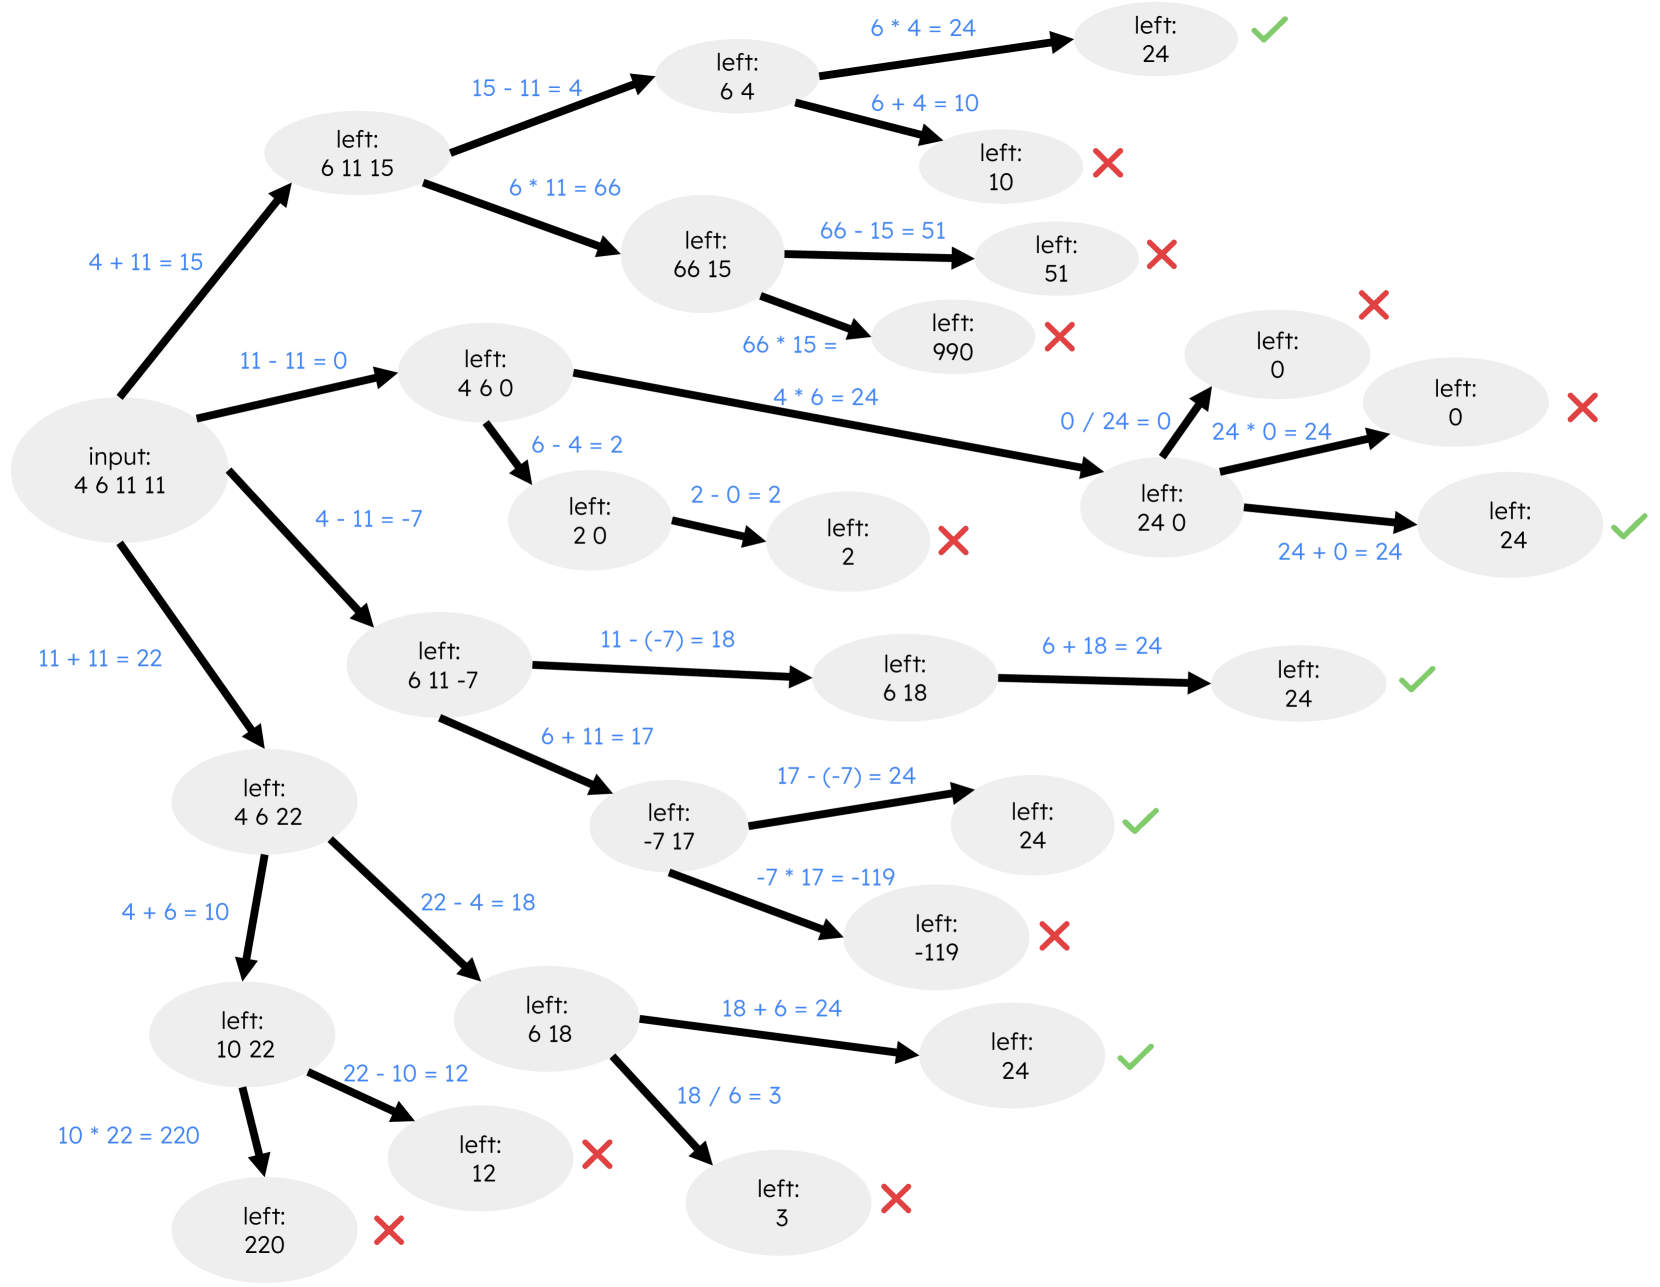 6 * 4 = 24
left:
24
15 - 11 = 4
left:
6 4
6 + 4 = 10
left:
10
left:
6 11 15
6 * 11 = 66
4 + 11 = 15
left:
66 15
66 - 15 = 51
left:
51
66 * 15 =
left:
990
11 - 11 = 0
left:
4 6 0
4 * 6 = 24
6 - 4 = 2
left:
2 0
2 - 0 = 2
left:
2
0 / 24 = 0
left:
0
24 * 0 = 24
left:
0
left:
24 0
24 + 0 = 24
left:
24
input:
4 6 11 11
4 - 11 = -7
left:
6 11 -7
11 - (-7) = 18
left:
6 18
6 + 18 = 24
left:
24
6 + 11 = 17
left:
-7 17
17 - (-7) = 24
left:
24
-7 * 17 = -119
left:
-119
11 + 11 = 22
left:
4 6 22
4 + 6 = 10
22 - 4 = 18
left:
10 22
22 - 10 = 12
left:
12
10 * 22 = 220
left:
220
left:
6 18
18 + 6 = 24
left:
24
18 / 6 = 3
left:
3